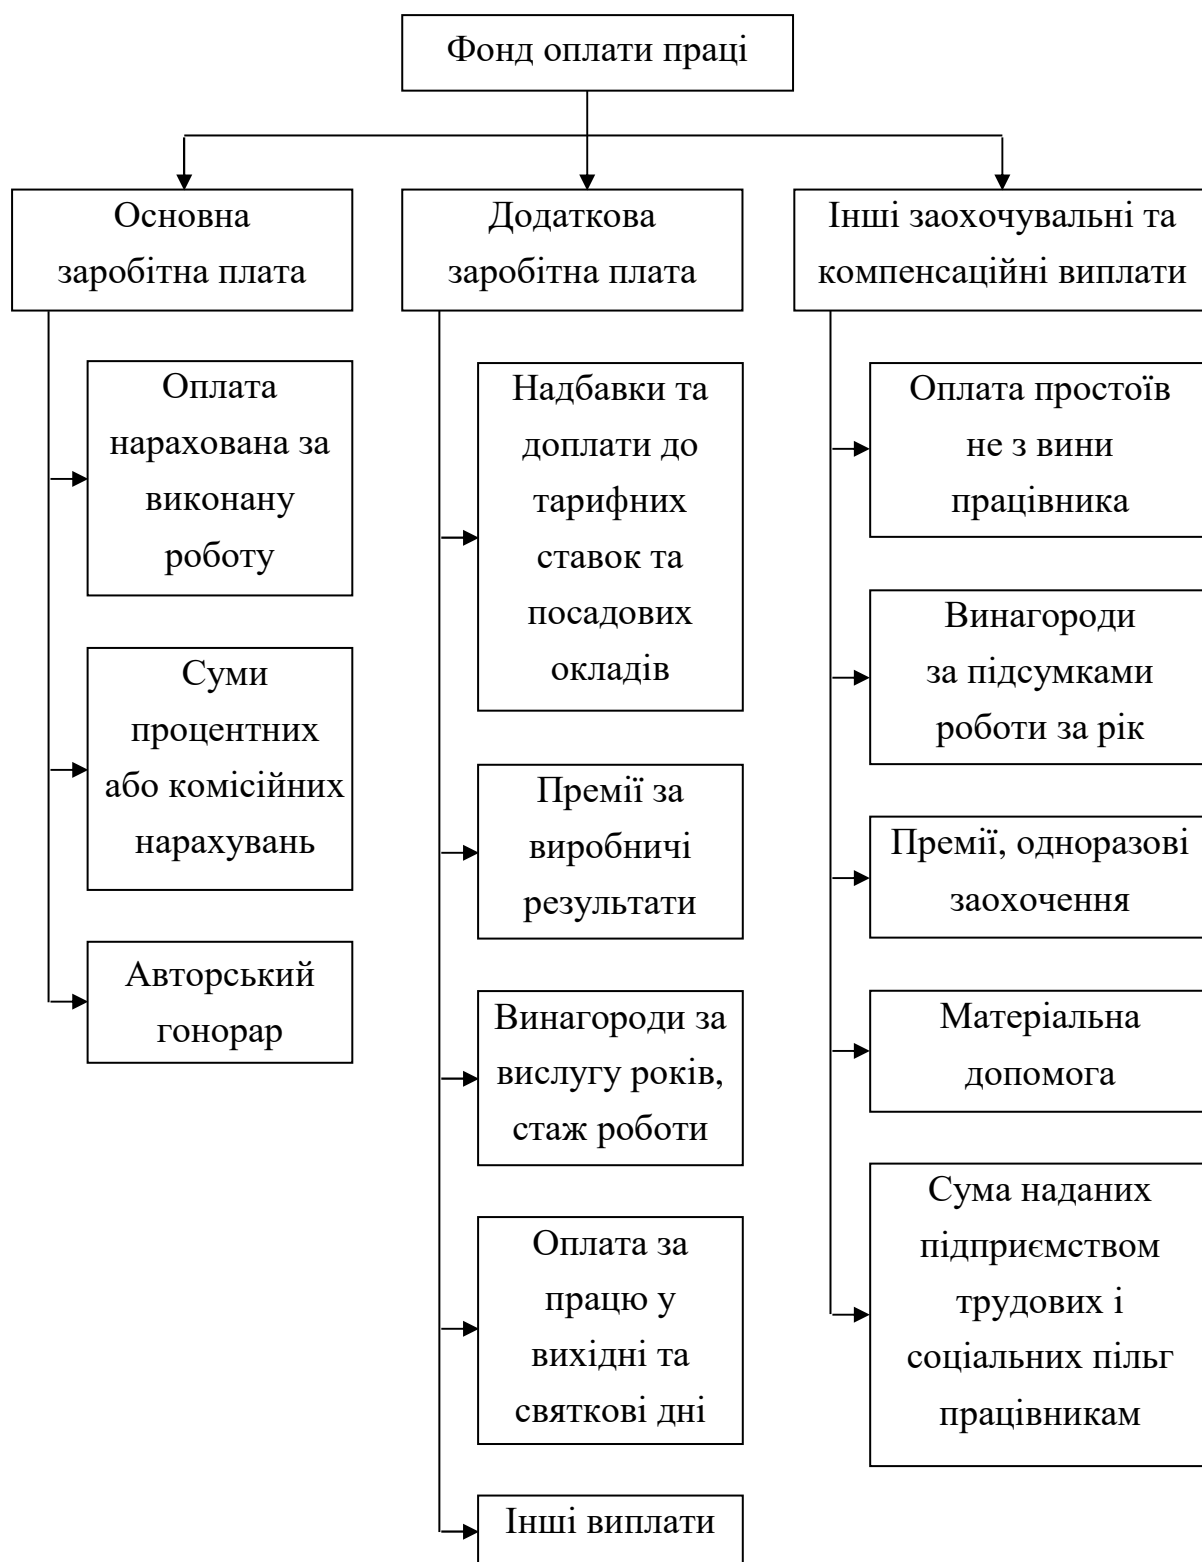 Фонд оплати праці
Основна
заробітна плата
Оплата
нарахована за
виконану
роботу
Суми
процентних
або комісійних
нарахувань
Авторський
гонорар
Додаткова
заробітна плата
Надбавки та
доплати до
тарифних
ставок та
посадових
окладів
Премії за
виробничі
результати
Винагороди за
вислугу років,
стаж роботи
Оплата за
працю у
вихідні та
святкові дні
Інші виплати
Інші заохочувальні та
компенсаційні виплати
Оплата простоїв
не з вини
працівника
Винагороди
за підсумками
роботи за рік
Премії, одноразові
заохочення
Матеріальна
допомога
Сума наданих
підприємством
трудових і
соціальних пільг
працівникам